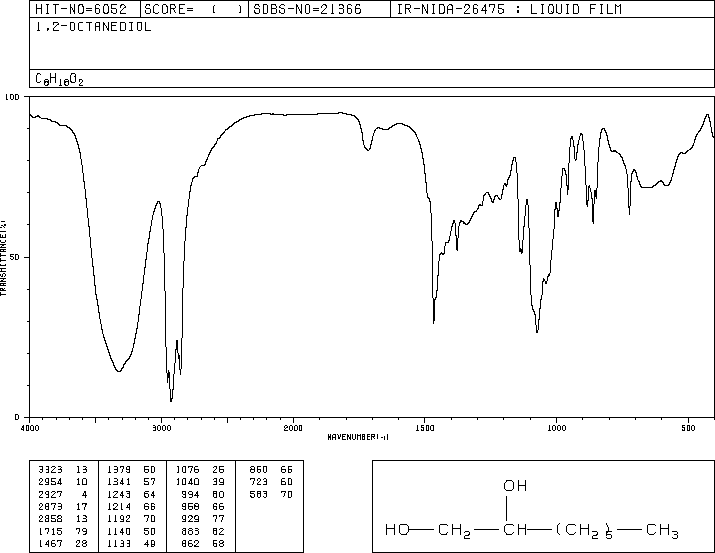 HIT-NO=6052 SCORE= ( ) SDBS-NO=21366 IR-NIDA-26475 : LIQUID FILM
1,2-OCTANEDIOL
C8H18O2
100
50
0
TRANSMITTANCE(%)
4000 3000 2000 1500 1000 500
WAVENUMBER(-1)
3323 13 1379 50 1076 26 860 66
2954 10 1341 57 1040 39 723 60
2927 4 1243 64 994 60 583 70
2873 17 1214 66 958 66
2858 13 1192 70 929 77
1715 79 1140 50 883 62
1467 28 1133 49 862 58
OH
HO—CH2—CH—(CH2)5—CH3